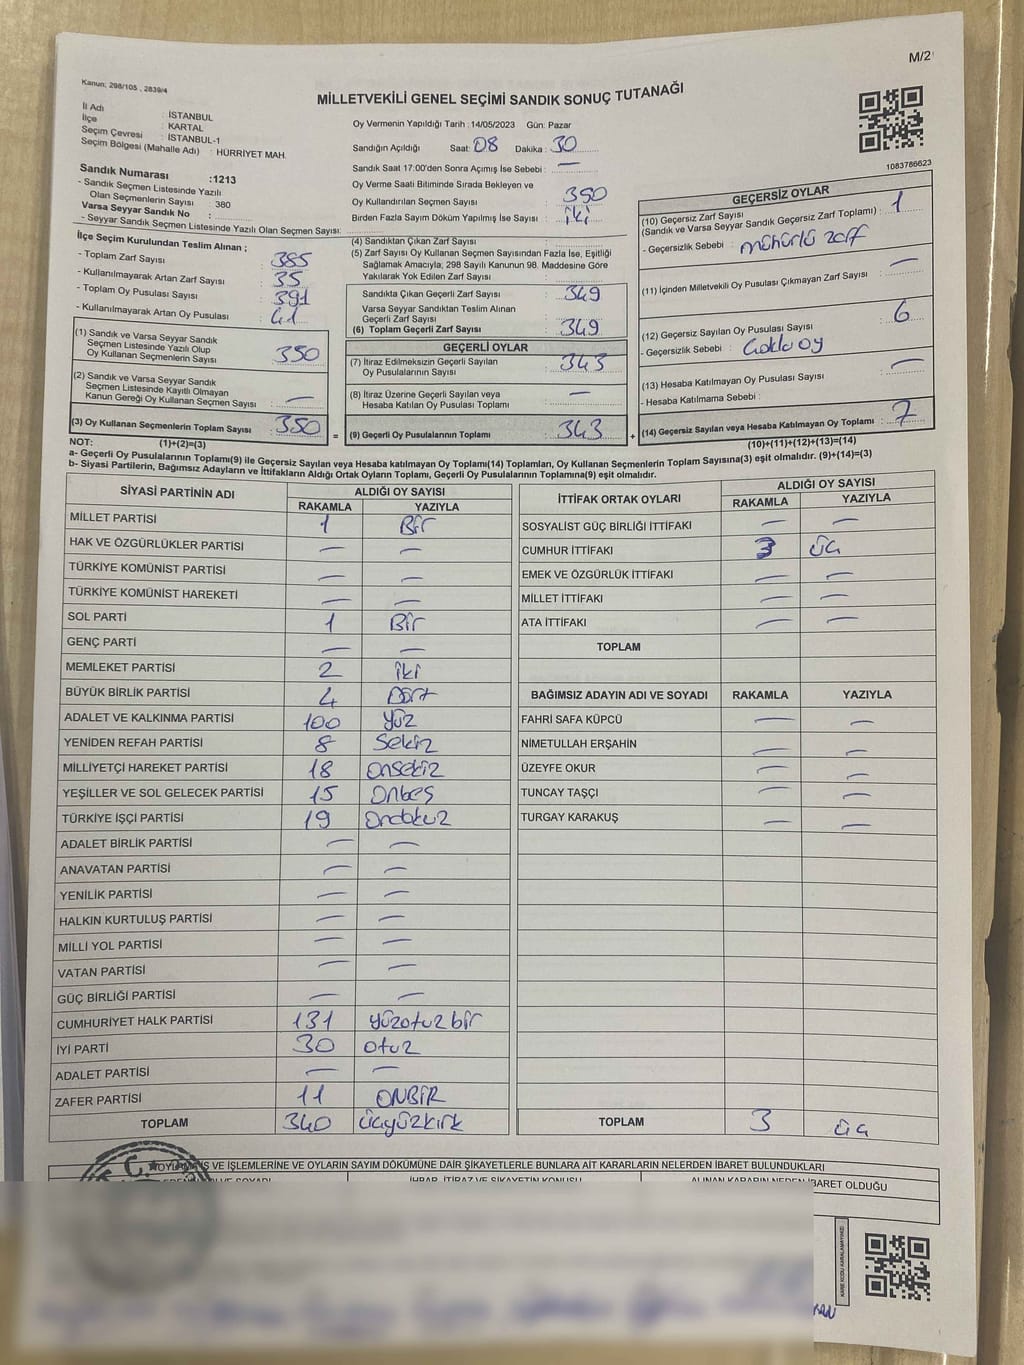 M/2
Kanun: 298/105 , 2839/4
MİLLETVEKİLİ GENEL SEÇİMİ SANDIK SONUÇ TUTANAĞI
İl Adı : İSTANBUL
İlçe : KARTAL
Seçim Çevresi : İSTANBUL-1
Seçim Bölgesi (Mahalle Adı) : HÜRRİYET MAH.
Sandık Numarası :1213
- Sandık Seçmen Listesinde Yazılı
Olan Seçmenlerin Sayısı 380
Varsa Seyyar Sandık No :
- Seyyar Sandık Seçmen Listesinde Yazılı Olan Seçmen Sayısı:
İlçe Seçim Kurulundan Teslim Alınan ;
- Toplam Zarf Sayısı : 385
- Kullanılmayarak Artan Zarf Sayısı : 35
- Toplam Oy Pusulası Sayısı : 391
- Kullanılmayarak Artan Oy Pusulası : 41
(1) Sandık ve Varsa Seyyar Sandık
Seçmen Listesinde Yazılı Olup
Oy Kullanan Seçmenlerin Sayısı : 350
(2) Sandık ve Varsa Seyyar Sandık
Seçmen Listesinde Kayıtlı Olmayan
Kanun Gereği Oy Kullanan Seçmen Sayısı : —
(3) Oy Kullanan Seçmenlerin Toplam Sayısı : 350
Oy Vermenin Yapıldığı Tarih :14/05/2023 Gün: Pazar
Sandığın Açıldığı Saat: 08 Dakika : 30
Sandık Saat 17:00'den Sonra Açımış İse Sebebi : —
Oy Verme Saati Bitiminde Sırada Bekleyen ve
Oy Kullandırılan Seçmen Sayısı : 350
Birden Fazla Sayım Döküm Yapılmış İse Sayısı : iki
(4) Sandıktan Çıkan Zarf Sayısı :
(5) Zarf Sayısı Oy Kullanan Seçmen Sayısından Fazla İse, Eşitliği
Sağlamak Amacıyla; 298 Sayılı Kanunun 98. Maddesine Göre
Yakılarak Yok Edilen Zarf Sayısı :
Sandıkta Çıkan Geçerli Zarf Sayısı : 349
Varsa Seyyar Sandıktan Teslim Alınan
Geçerli Zarf Sayısı :
(6) Toplam Geçerli Zarf Sayısı : 349
GEÇERLİ OYLAR
(7) İtiraz Edilmeksizin Geçerli Sayılan
Oy Pusulalarının Sayısı : 343
(8) İtiraz Üzerine Geçerli Sayılan veya
Hesaba Katılan Oy Pusulası Toplamı : —
= (9) Geçerli Oy Pusulalarının Toplamı : 343
1083786623
GEÇERSİZ OYLAR
(10) Geçersiz Zarf Sayısı
(Sandık ve Varsa Seyyar Sandık Geçersiz Zarf Toplamı) : 1
- Geçersizlik Sebebi : mühürlü zarf
(11) İçinden Milletvekili Oy Pusulası Çıkmayan Zarf Sayısı : —
(12) Geçersiz Sayılan Oy Pusulası Sayısı : 6
- Geçersizlik Sebebi : Çoklu oy
(13) Hesaba Katılmayan Oy Pusulası Sayısı : —
- Hesaba Katılmama Sebebi :
+ (14) Geçersiz Sayılan veya Hesaba Katılmayan Oy Toplamı : 7
NOT: (1)+(2)=(3) (10)+(11)+(12)+(13)=(14)
a- Geçerli Oy Pusulalarının Toplamı(9) ile Geçersiz Sayılan veya Hesaba katılmayan Oy Toplamı(14) Toplamları, Oy Kullanan Seçmenlerin Toplam Sayısına(3) eşit olmalıdır. (9)+(14)=(3)
b- Siyasi Partilerin, Bağımsız Adayların ve İttifakların Aldığı Ortak Oyların Toplamı, Geçerli Oy Pusulalarının Toplamına(9) eşit olmalıdır.
SİYASİ PARTİNİN ADI ALDIĞI OY SAYISI
RAKAMLA YAZIYLA
MİLLET PARTİSİ 1 Bir
HAK VE ÖZGÜRLÜKLER PARTİSİ — —
TÜRKİYE KOMÜNİST PARTİSİ — —
TÜRKİYE KOMÜNİST HAREKETİ — —
SOL PARTİ 1 Bir
GENÇ PARTİ — —
MEMLEKET PARTİSİ 2 iki
BÜYÜK BİRLİK PARTİSİ 4 Dört
ADALET VE KALKINMA PARTİSİ 100 yüz
YENİDEN REFAH PARTİSİ 8 Sekiz
MİLLİYETÇİ HAREKET PARTİSİ 18 onsekiz
YEŞİLLER VE SOL GELECEK PARTİSİ 15 onbeş
TÜRKİYE İŞÇİ PARTİSİ 19 ondokuz
ADALET BİRLİK PARTİSİ — —
ANAVATAN PARTİSİ — —
YENİLİK PARTİSİ — —
HALKIN KURTULUŞ PARTİSİ — —
MİLLİ YOL PARTİSİ — —
VATAN PARTİSİ — —
GÜÇ BİRLİĞİ PARTİSİ — —
CUMHURİYET HALK PARTİSİ 131 yüzotuzbir
İYİ PARTİ 30 otuz
ADALET PARTİSİ — —
ZAFER PARTİSİ 11 ONBİR
TOPLAM 340 üçyüzkırk
İTTİFAK ORTAK OYLARI ALDIĞI OY SAYISI
RAKAMLA YAZIYLA
SOSYALİST GÜÇ BİRLİĞİ İTTİFAKI — —
CUMHUR İTTİFAKI 3 üç
EMEK VE ÖZGÜRLÜK İTTİFAKI — —
MİLLET İTTİFAKI — —
ATA İTTİFAKI — —
TOPLAM
BAĞIMSIZ ADAYIN ADI VE SOYADI RAKAMLA YAZIYLA
FAHRİ SAFA KÜPCÜ — —
NİMETULLAH ERŞAHİN — —
ÜZEYFE OKUR — —
TUNCAY TAŞÇI — —
TURGAY KARAKUŞ — —
TOPLAM 3 üç
T.C.
OYLAMA İŞ VE İŞLEMLERİNE VE OYLARIN SAYIM DÖKÜMÜNE DAİR ŞİKAYETLERLE BUNLARA AİT KARARLARIN NELERDEN İBARET BULUNDUKLARI
İHBAR, İTİRAZ VE ŞİKAYETİN KONUSU ALINAN KARARIN NEDEN İBARET OLDUĞU
KARE KODU KARALAMAYINIZ!